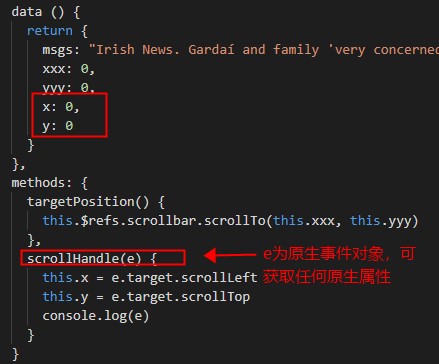 data () {
return {
msgs: "Irish News. Gardaí and family 'very concerned
xxx: 0,
yyy: 0,
x: 0,
y: 0
}
},
methods: {
targetPosition() {
this.$refs.scrollbar.scrollTo(this.xxx, this.yyy)
},
scrollHandle(e) {
e为原生事件对象，可
this.x = e.target.scrollLeft
获取任何原生属性
this.y = e.target.scrollTop
console.log(e)
}
}